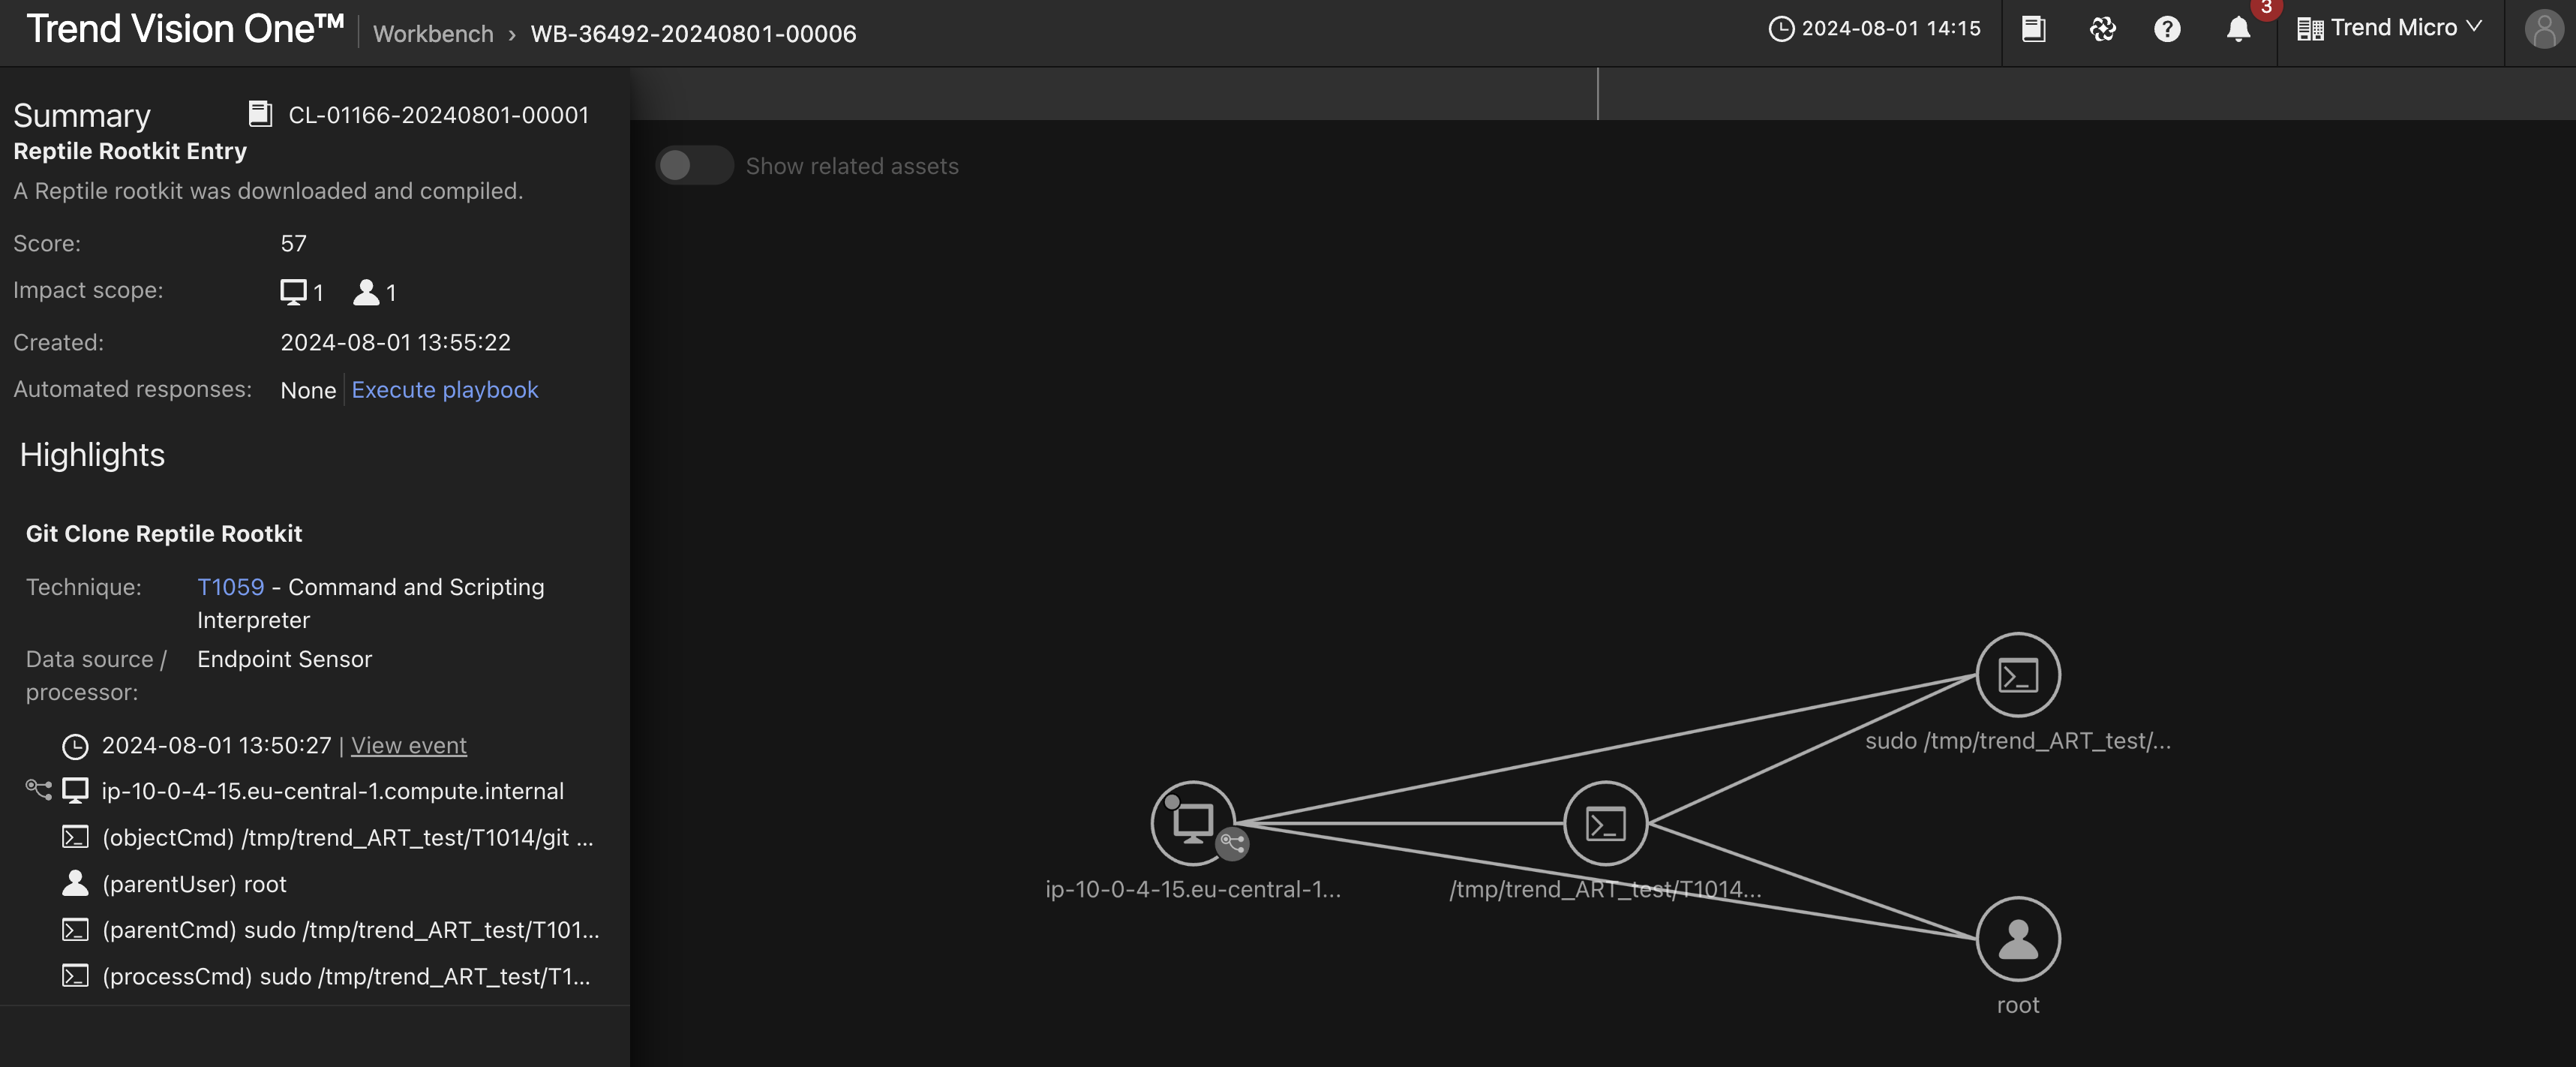 Trend Vision One™ Workbench › WB-36492-20240801-00006 2024-08-01 14:15 3 Trend Micro
Summary CL-01166-20240801-00001
Reptile Rootkit Entry
Show related assets
A Reptile rootkit was downloaded and compiled.
Score: 57
Impact scope: 1 1
Created: 2024-08-01 13:55:22
Automated responses: None Execute playbook
Highlights
Git Clone Reptile Rootkit
Technique: T1059 - Command and Scripting
Interpreter
Data source / Endpoint Sensor
processor:
2024-08-01 13:50:27 | View event
ip-10-0-4-15.eu-central-1.compute.internal
(objectCmd) /tmp/trend_ART_test/T1014/git ...
(parentUser) root
(parentCmd) sudo /tmp/trend_ART_test/T101...
(processCmd) sudo /tmp/trend_ART_test/T1...
sudo /tmp/trend_ART_test/...
ip-10-0-4-15.eu-central-1...
/tmp/trend_ART_test/T1014...
root